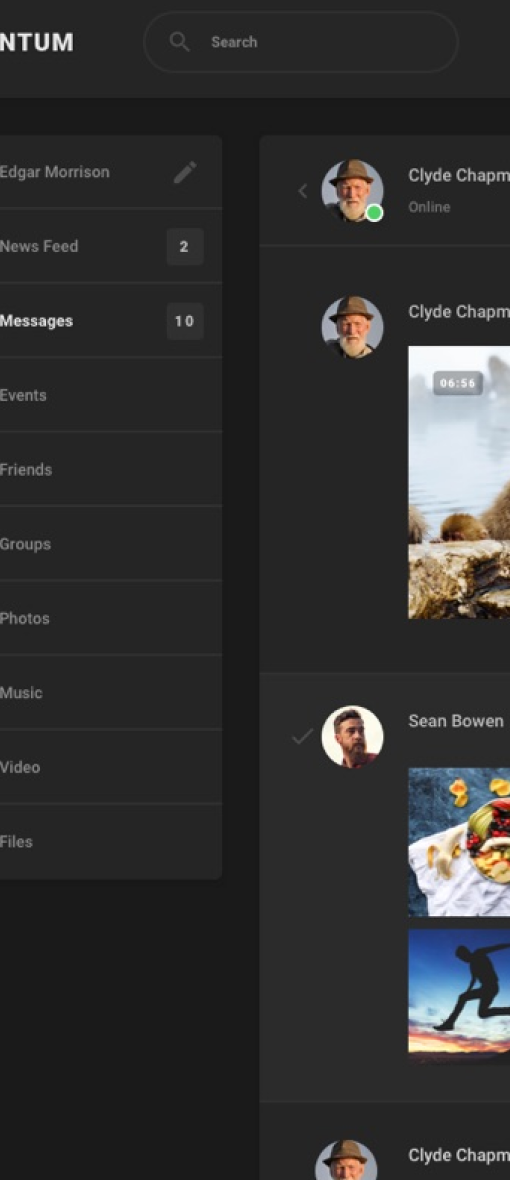 NTUM
Search
Edgar Morrison
News Feed 2
Messages 10
Events
Friends
Groups
Photos
Music
Video
Files
Clyde Chapm
Online
Clyde Chapm
06:56
Sean Bowen
Clyde Chapm